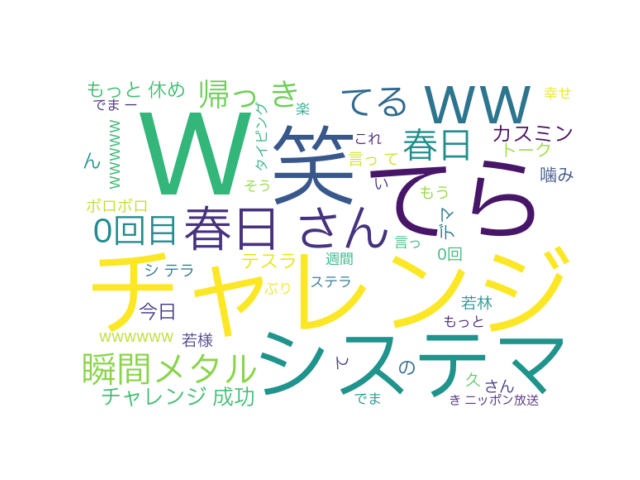 もっと 休め
帰っ き
てる
WW
幸せ
でま ー
楽
wwwwwww
W
笑
タイピング
これ
春日
カスミン
トーク
ん
言っ て
てら
噛み
そう
い
もう
ボロボロ
0回目
春日 さん
デマ
言っ
0回
シ テラ
テスラ
週間
ステラ
ぶり
チャレンジ
今日
若林
もっと
wwwwww
若様
瞬間メタル
システマ
て
の
久
さん
チャレンジ 成功
でま
き ニッポン放送